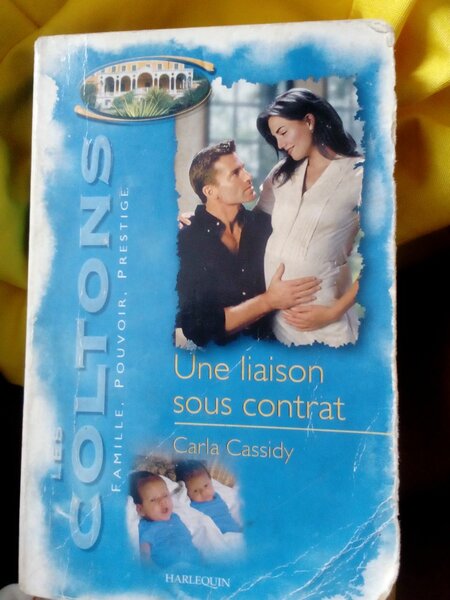 LES
COLTONS
FAMILLE. POUVOIR. PRESTIGE.
Une liaison
sous contrat
Carla Cassidy
HARLEQUIN